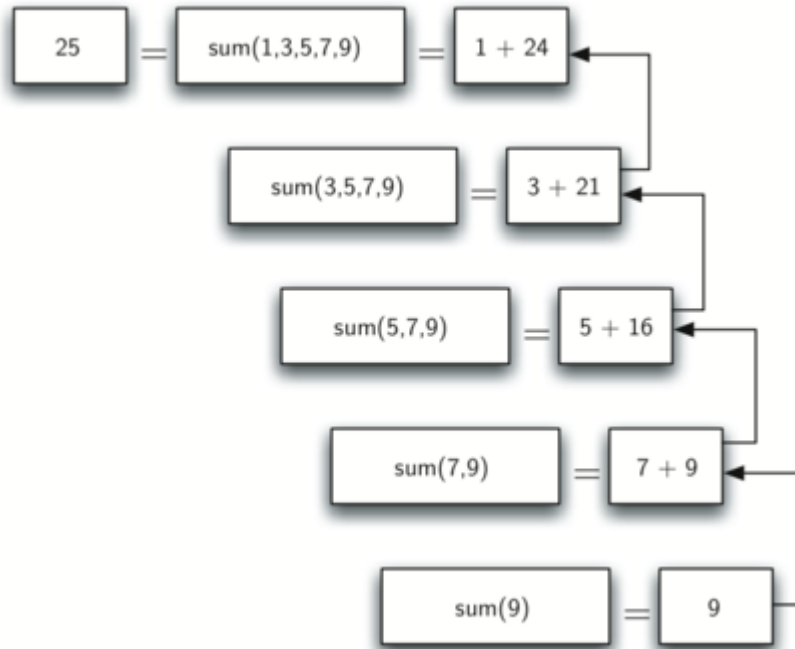 25 = sum(1,3,5,7,9) = 1 + 24
sum(3,5,7,9) = 3 + 21
sum(5,7,9) = 5 + 16
sum(7,9) = 7 + 9
sum(9) = 9